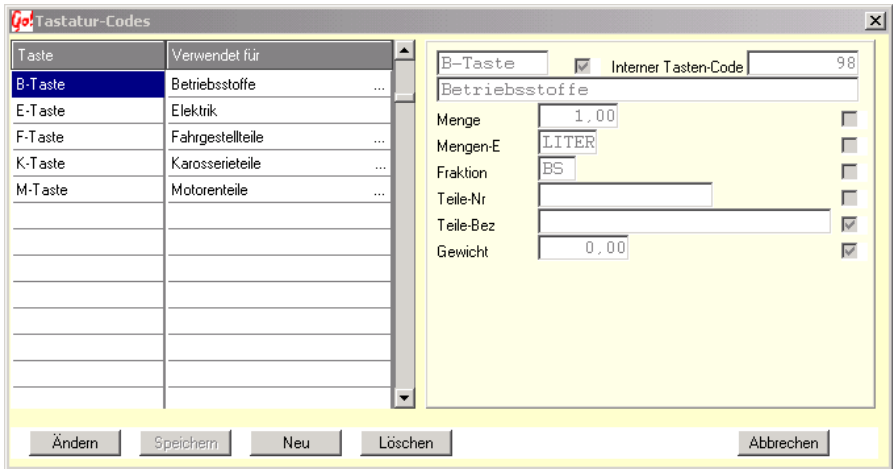 Go! Tastatur-Codes
Taste Verwendet für
B-Taste Betriebsstoffe ...
E-Taste Elektrik
F-Taste Fahrgestellteile ...
K-Taste Karosserieteile ...
M-Taste Motorenteile ...
B-Taste Interner Tasten-Code 98
Betriebsstoffe
Menge 1,00
Mengen-E LITER
Fraktion BS
Teile-Nr
Teile-Bez
Gewicht 0,00
Ändern Speichern Neu Löschen Abbrechen